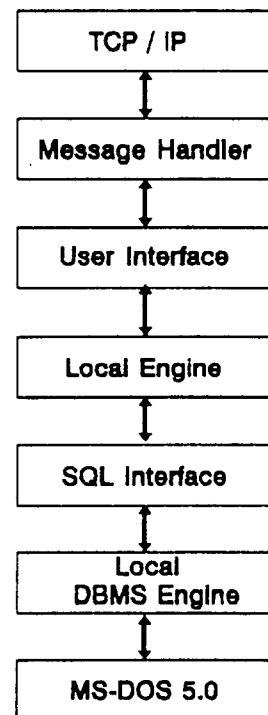 TCP / IP
Message Handler
User Interface
Local Engine
SQL Interface
Local
DBMS Engine
MS-DOS 5.0